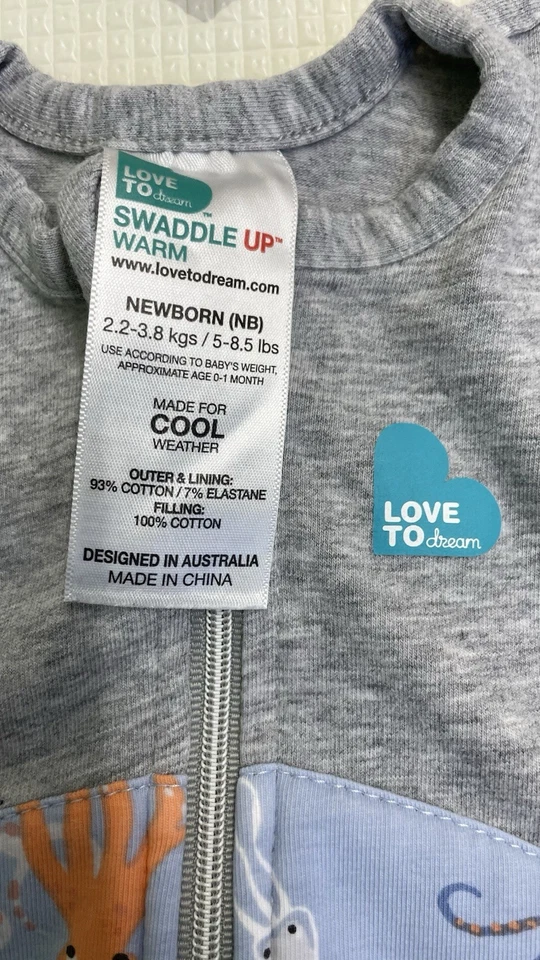 LOVE
TO dream
SWADDLE UP™
WARM
www.lovetodream.com
NEWBORN (NB)
2.2-3.8 kgs / 5-8.5 lbs
USE ACCORDING TO BABY'S WEIGHT,
APPROXIMATE AGE 0-1 MONTH
MADE FOR
COOL
WEATHER
OUTER & LINING:
93% COTTON / 7% ELASTANE
FILLING:
100% COTTON
DESIGNED IN AUSTRALIA
MADE IN CHINA
LOVE
TO dream